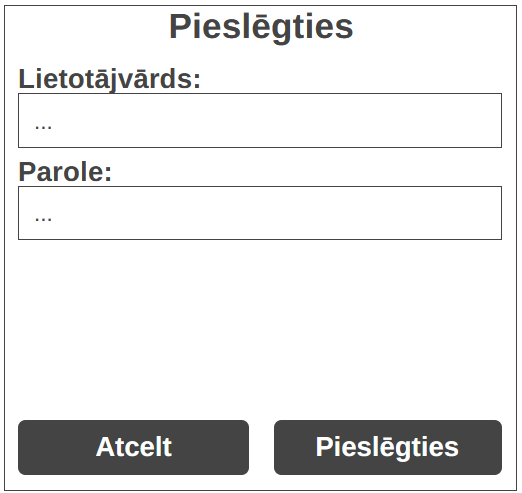 Pieslēgties
Lietotājvārds:
...
Parole:
...
Atcelt
Pieslēgties